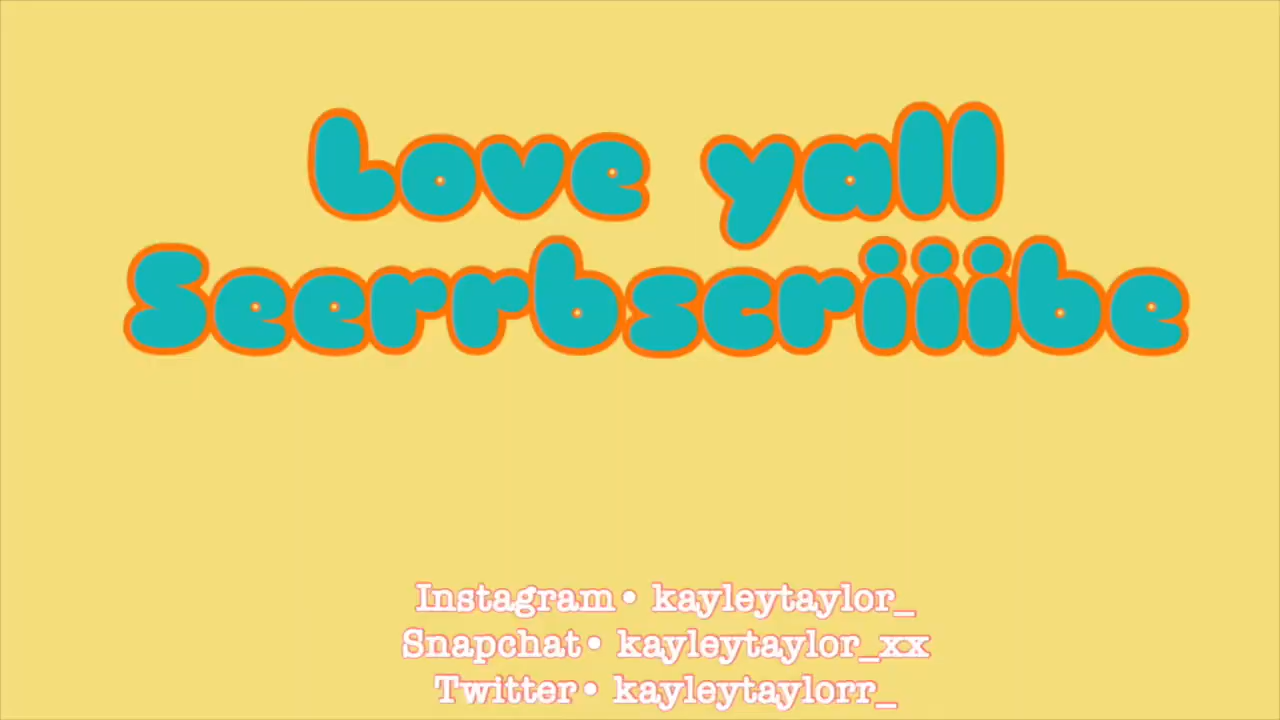 Love yall
Seerrbscriiibe
Instagram• kayleytaylor_
Snapchat• kayleytaylor_xx
Twitter• kayleytaylorr_